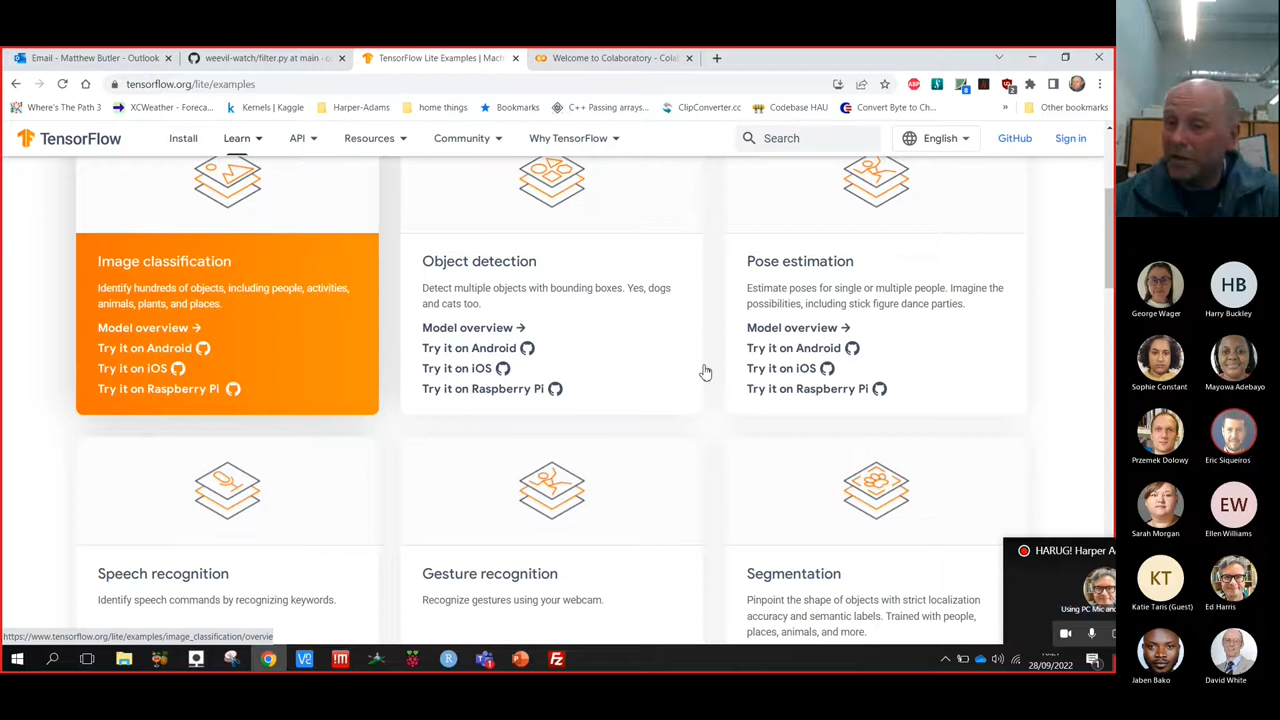 Email - Matthew Butler - Outlook
weevil-watch/filter.py at main · o
TensorFlow Lite Examples | Mach
Welcome to Colaboratory - Colal
tensorflow.org/lite/examples
Where's The Path 3
XCWeather - Foreca...
Kernels | Kaggle
Harper-Adams
home things
Bookmarks
C++ Passing arrays...
ClipConverter.cc
Codebase HAU
Convert Byte to Ch...
»
Other bookmarks
TensorFlow
Install
Learn
API
Resources
Community
Why TensorFlow
Search
English
GitHub
Sign in
Image classification
Identify hundreds of objects, including people, activities,
animals, plants, and places.
Model overview →
Try it on Android
Try it on iOS
Try it on Raspberry Pi
Object detection
Detect multiple objects with bounding boxes. Yes, dogs
and cats too.
Model overview →
Try it on Android
Try it on iOS
Try it on Raspberry Pi
Pose estimation
Estimate poses for single or multiple people. Imagine the
possibilities, including stick figure dance parties.
Model overview →
Try it on Android
Try it on iOS
Try it on Raspberry Pi
Speech recognition
Identify speech commands by recognizing keywords.
Gesture recognition
Recognize gestures using your webcam.
Segmentation
Pinpoint the shape of objects with strict localization
accuracy and semantic labels. Trained with people,
places, animals, and more.
https://www.tensorflow.org/lite/examples/image_classification/overvie
HARUG! Harper A
Using PC Mic and
28/09/2022
George Wager
HB
Harry Buckley
Sophie Constant
Mayowa Adebayo
Przemek Dolowy
Eric Siqueiros
Sarah Morgan
EW
Ellen Williams
KT
Katie Taris (Guest)
Ed Harris
Jaben Bako
David White